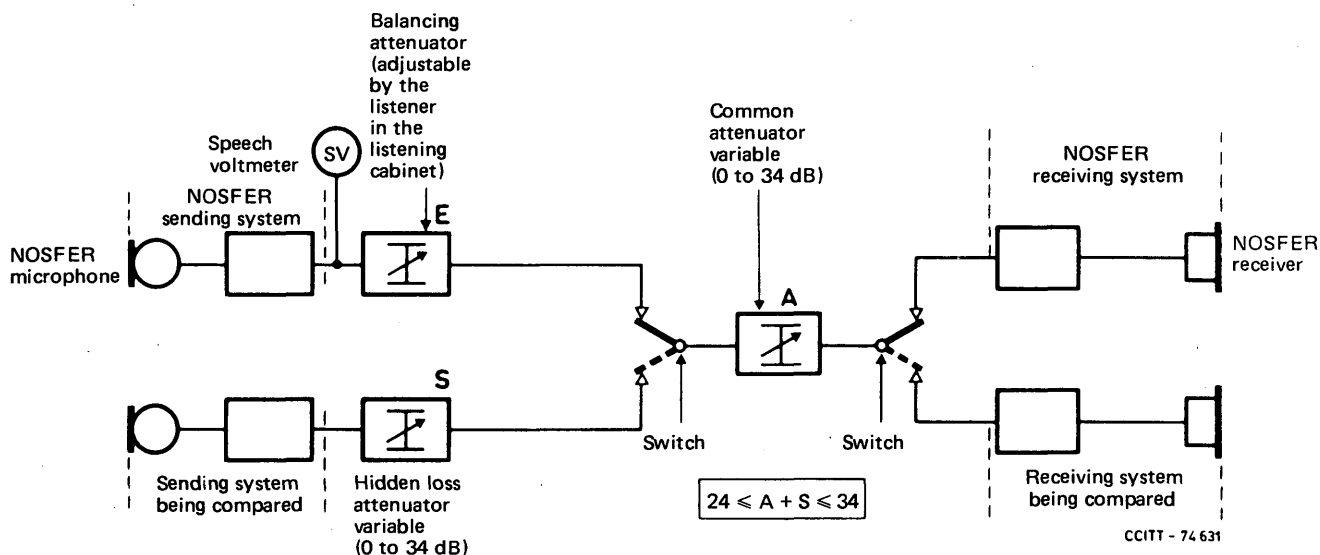 Balancing
attenuator
(adjustable
by the
listener
in the
listening
cabinet)
Speech
voltmeter
SV
NOSFER
sending system
E
NOSFER
microphone
Common
attenuator
variable
(0 to 34 dB)
A
NOSFER
receiving system
NOSFER
receiver
S
Switch
Switch
Sending system
being compared
Hidden loss
attenuator
variable
(0 to 34 dB)
24 ⩽ A + S ⩽ 34
Receiving system
being compared
CCITT - 74 631